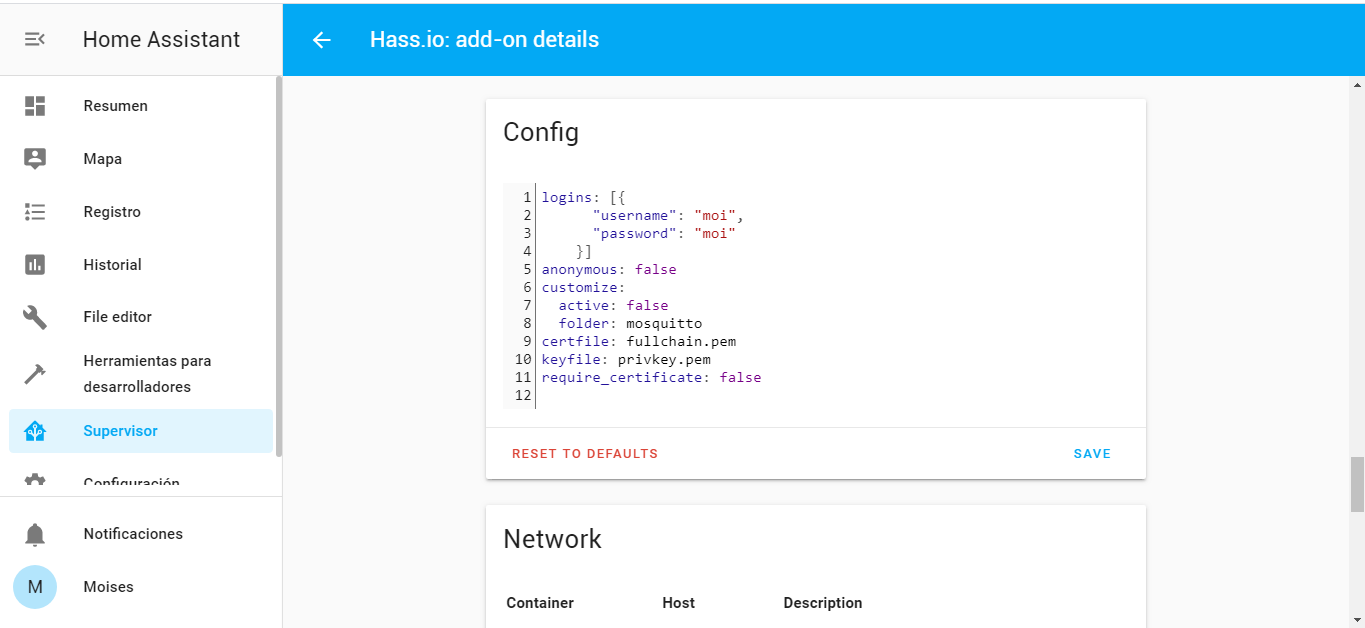 Home Assistant
Resumen
Mapa
Registro
Historial
File editor
Herramientas para
desarrolladores
Supervisor
Configuración
Notificaciones
M
Moises
Hass.io: add-on details
Config
1 logins: [{
2       "username": "moi",
3       "password": "moi"
4     }]
5 anonymous: false
6 customize:
7   active: false
8   folder: mosquitto
9 certfile: fullchain.pem
10 keyfile: privkey.pem
11 require_certificate: false
12
RESET TO DEFAULTS SAVE
Network
Container Host Description